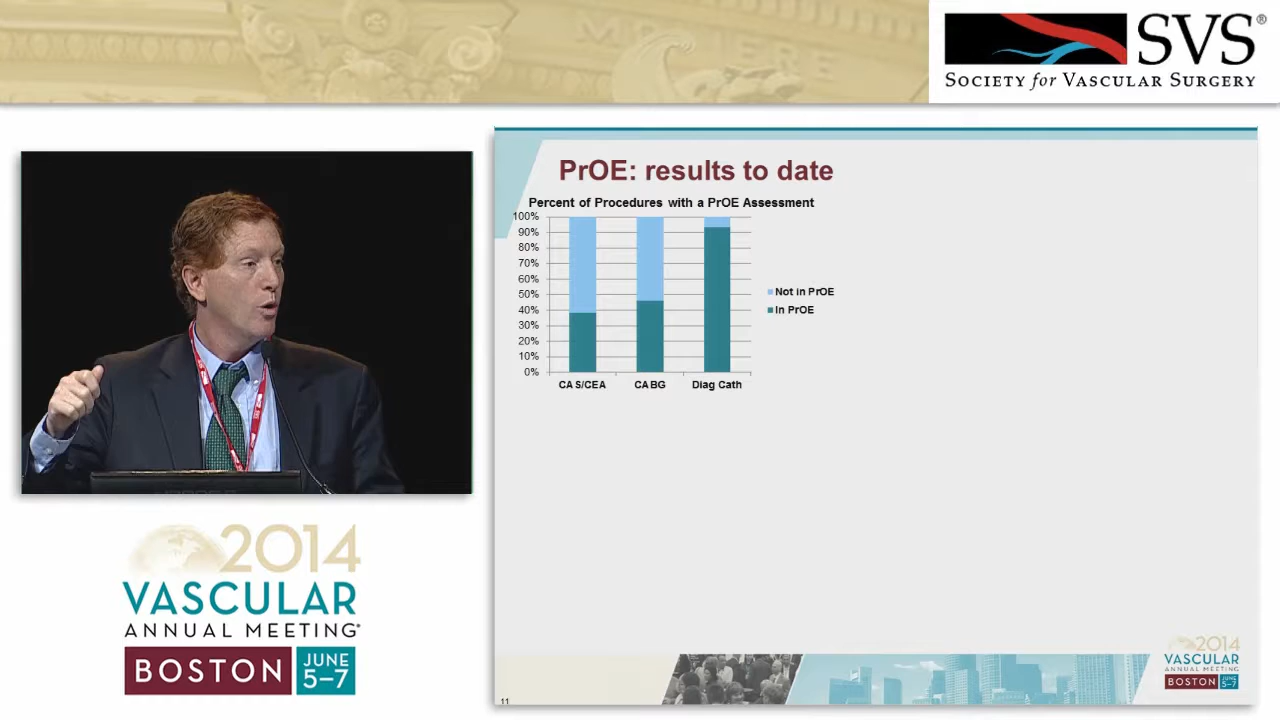 SVS®
SOCIETY for VASCULAR SURGERY
PrOE: results to date
Percent of Procedures with a PrOE Assessment
100%
90%
80%
70%
60%
50%
40%
30%
20%
10%
0%
CAS/CEA
CABG
Diag Cath
Not in PrOE
In PrOE
2014
VASCULAR
ANNUAL MEETING®
BOSTON
JUNE
5–7
11
2014
VASCULAR
ANNUAL MEETING
BOSTON
JUNE
5–7